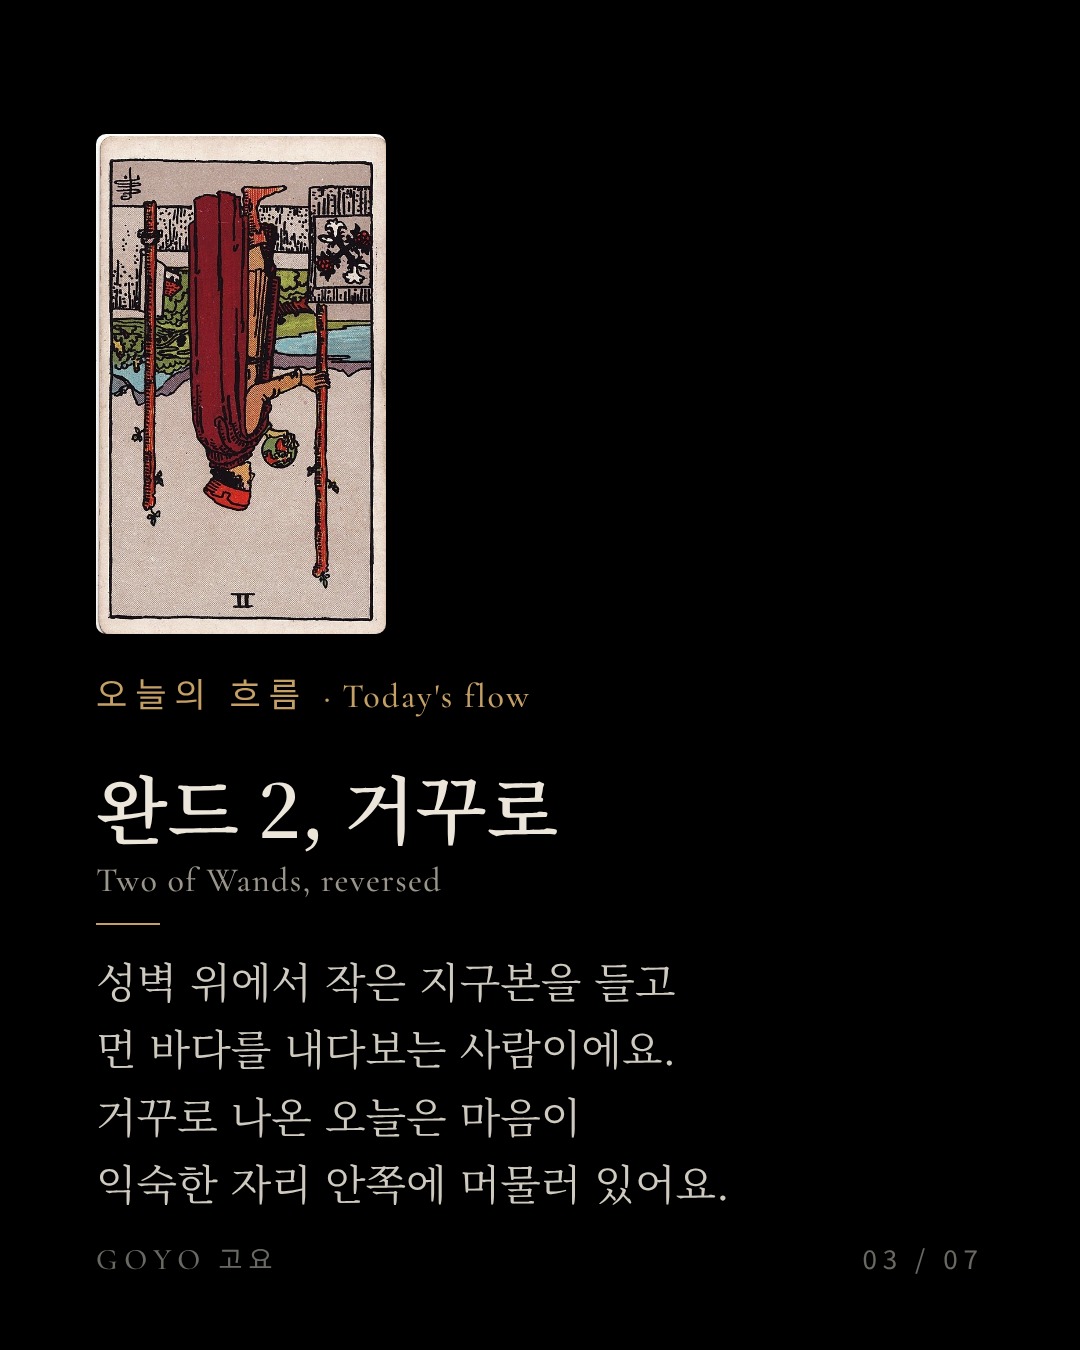 II
오늘의 흐름 · Today's flow
완드 2, 거꾸로
Two of Wands, reversed
성벽 위에서 작은 지구본을 들고
먼 바다를 내다보는 사람이에요.
거꾸로 나온 오늘은 마음이
익숙한 자리 안쪽에 머물러 있어요.
GOYO 고요
03 / 07